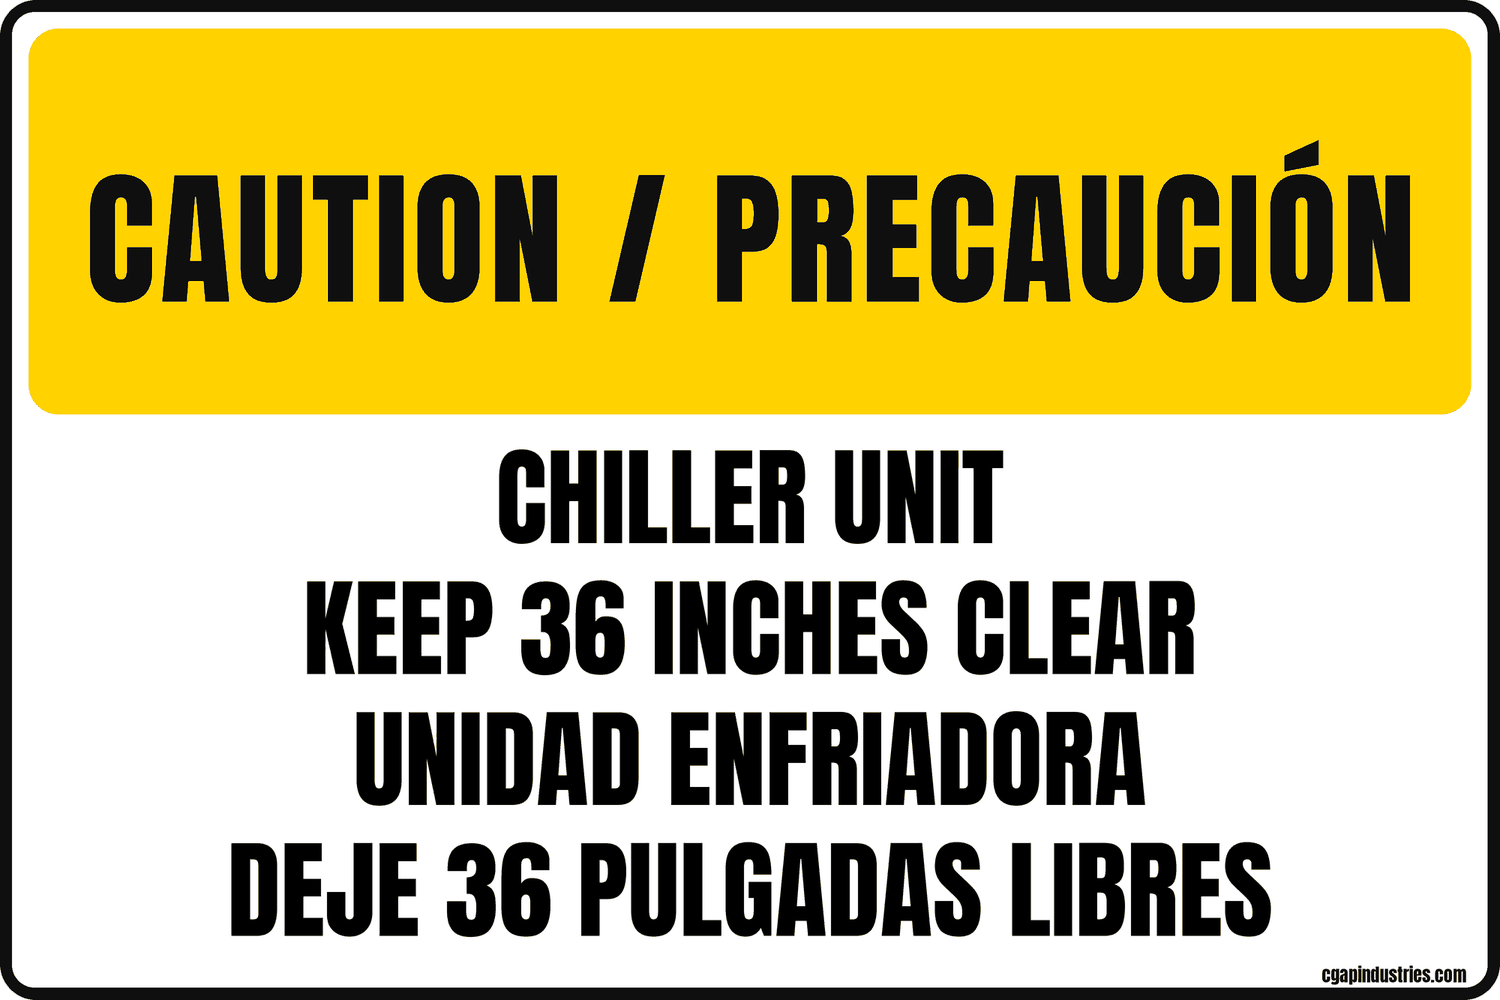 CAUTION / PRECAUCIÓN
CHILLER UNIT
KEEP 36 INCHES CLEAR
UNIDAD ENFRIADORA
DEJE 36 PULGADAS LIBRES
cgapindustries.com